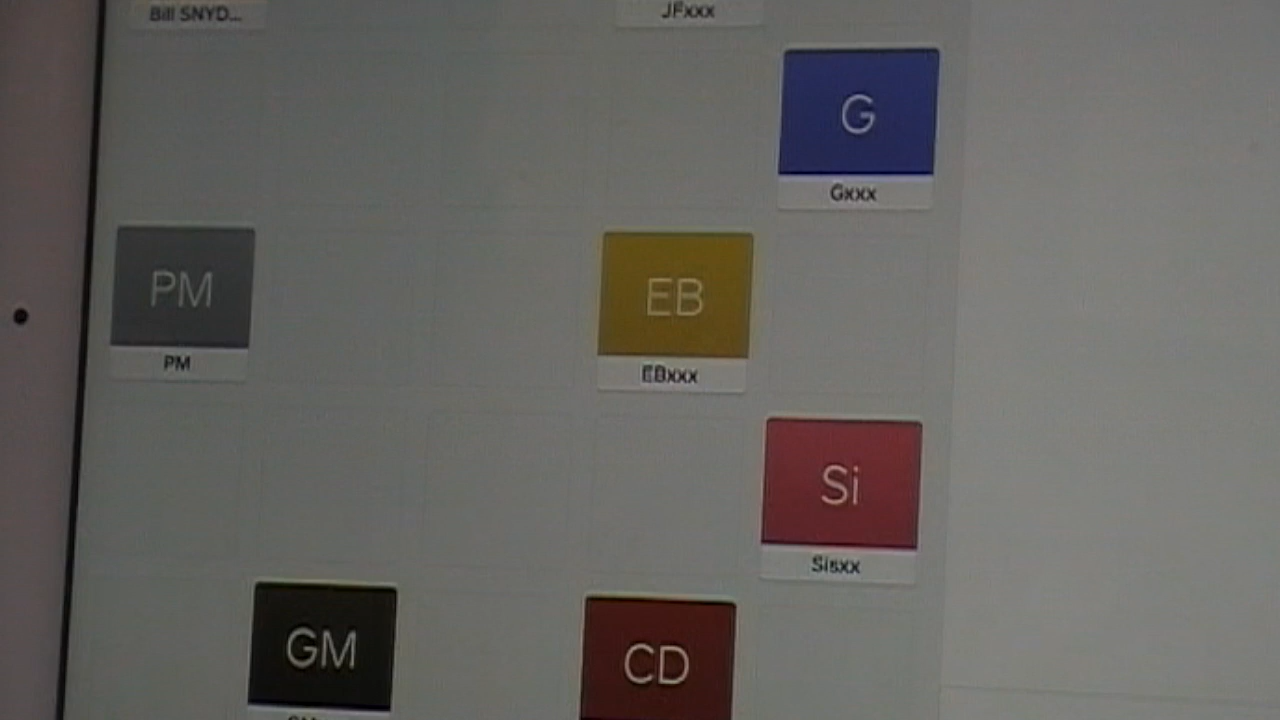 Bill SNYD...
JFxxx
G
Gxxx
PM
PM
EB
EBxxx
Si
Sisxx
GM
CD